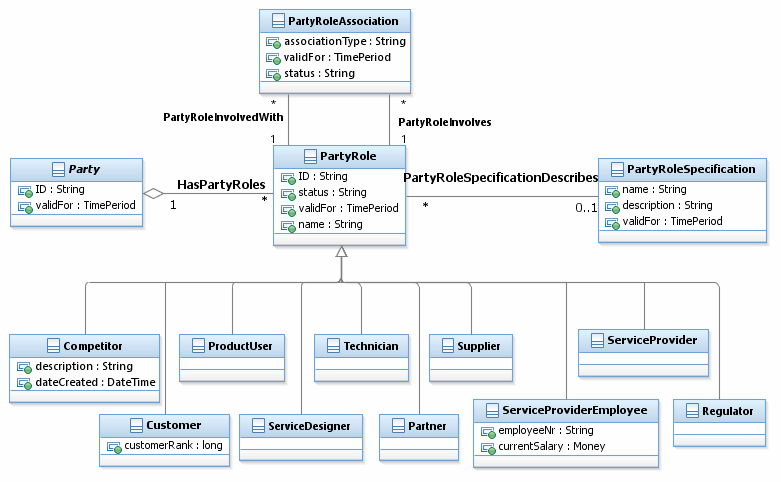 PartyRoleAssociation
associationType : String
validFor : TimePeriod
status : String
*
*
PartyRoleInvolvedWith
PartyRoleInvolves
1
1
Party
ID : String
validFor : TimePeriod
HasPartyRoles
1
*
PartyRole
ID : String
status : String
validFor : TimePeriod
name : String
PartyRoleSpecificationDescribes
*
0..1
PartyRoleSpecification
name : String
description : String
validFor : TimePeriod
Competitor
description : String
dateCreated : DateTime
ProductUser
Technician
Supplier
ServiceProvider
Customer
customerRank : long
ServiceDesigner
Partner
ServiceProviderEmployee
employeeNr : String
currentSalary : Money
Regulator